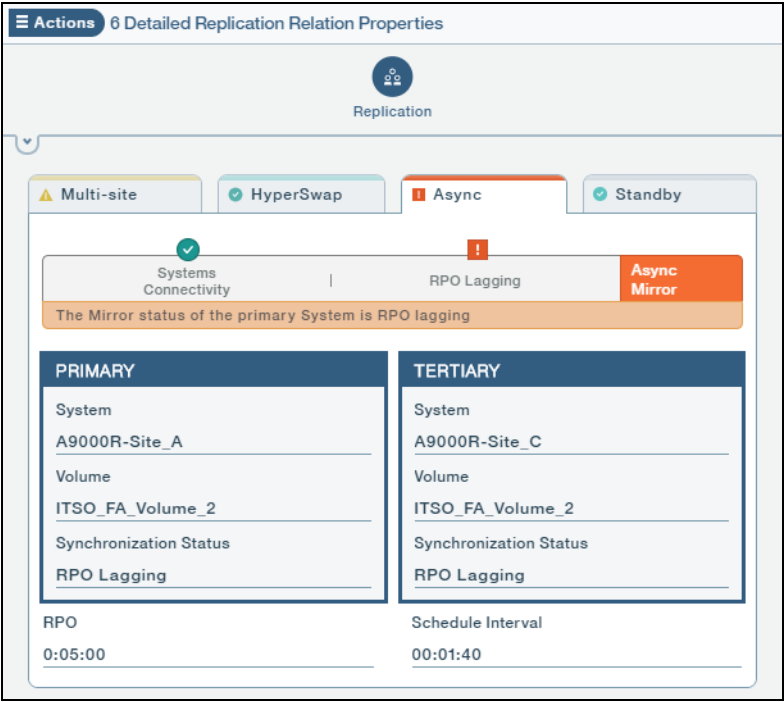 Actions 6 Detailed Replication Relation Properties
Replication
Multi-site HyperSwap Async Standby
Systems
Connectivity
RPO Lagging
Async
Mirror
The Mirror status of the primary System is RPO lagging
PRIMARY
System
A9000R-Site_A
Volume
ITSO_FA_Volume_2
Synchronization Status
RPO Lagging
TERTIARY
System
A9000R-Site_C
Volume
ITSO_FA_Volume_2
Synchronization Status
RPO Lagging
RPO
0:05:00
Schedule Interval
00:01:40